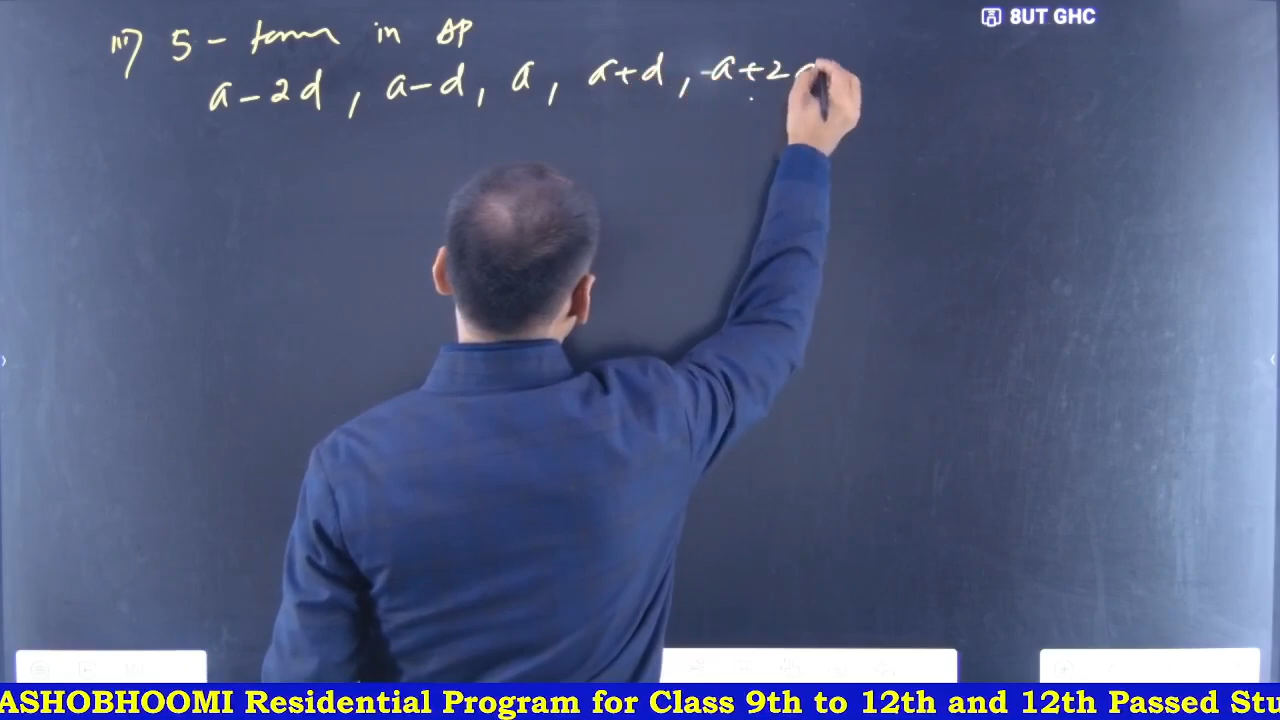 8UT GHC
iii) 5 - term in AP
a - 2d, a - d, a, a + d, a + 2
ASHOBHOOMI Residential Program for Class 9th to 12th and 12th Passed Stu